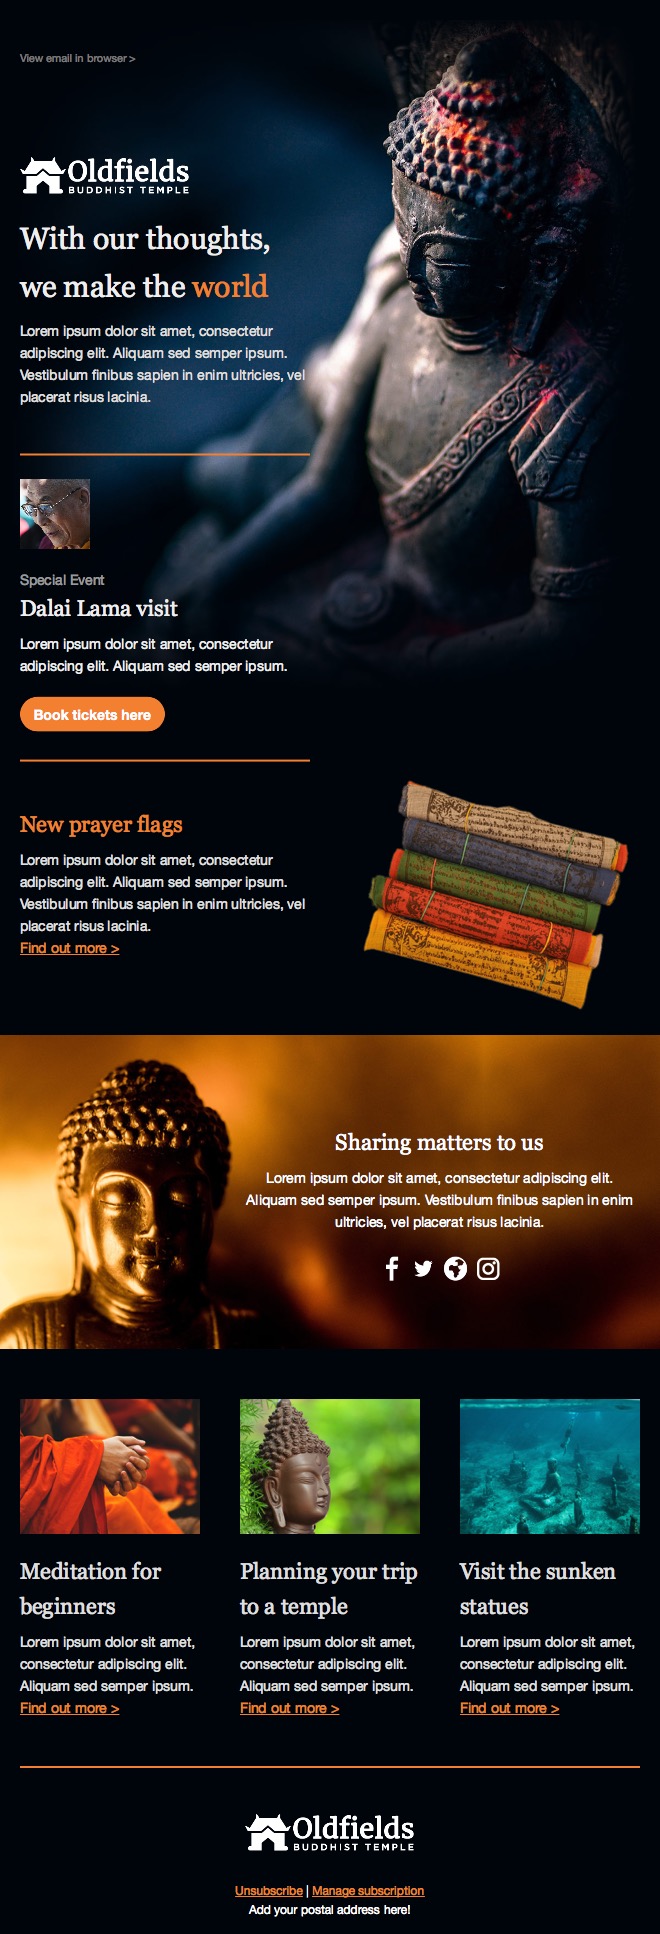 View email in browser >
Oldfields
BUDDHIST TEMPLE
With our thoughts,
we make the world
Lorem ipsum dolor sit amet, consectetur
adipiscing elit. Aliquam sed semper ipsum.
Vestibulum finibus sapien in enim ultricies, vel
placerat risus lacinia.
Special Event
Dalai Lama visit
Lorem ipsum dolor sit amet, consectetur
adipiscing elit. Aliquam sed semper ipsum.
Book tickets here
New prayer flags
Lorem ipsum dolor sit amet, consectetur
adipiscing elit. Aliquam sed semper ipsum.
Vestibulum finibus sapien in enim ultricies, vel
placerat risus lacinia.
Find out more >
Sharing matters to us
Lorem ipsum dolor sit amet, consectetur adipiscing elit.
Aliquam sed semper ipsum. Vestibulum finibus sapien in enim
ultricies, vel placerat risus lacinia.
Meditation for
beginners
Lorem ipsum dolor sit amet,
consectetur adipiscing elit.
Aliquam sed semper ipsum.
Find out more >
Planning your trip
to a temple
Lorem ipsum dolor sit amet,
consectetur adipiscing elit.
Aliquam sed semper ipsum.
Find out more >
Visit the sunken
statues
Lorem ipsum dolor sit amet,
consectetur adipiscing elit.
Aliquam sed semper ipsum.
Find out more >
Oldfields
BUDDHIST TEMPLE
Unsubscribe | Manage subscription
Add your postal address here!